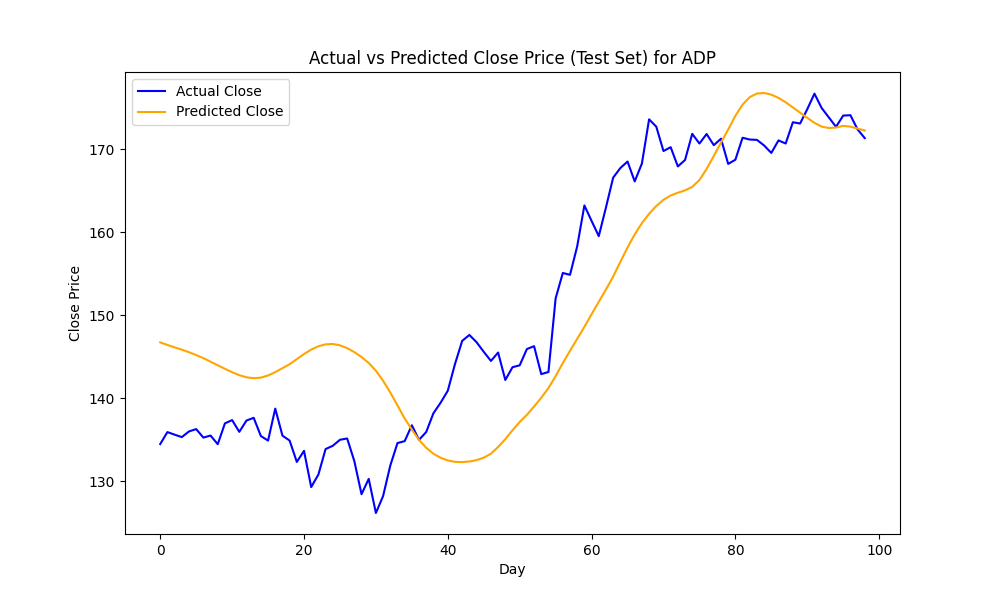 Actual vs Predicted Close Price (Test Set) for ADP
Actual Close
Predicted Close
Close Price
170
160
150
140
130
0 20 40 60 80 100
Day